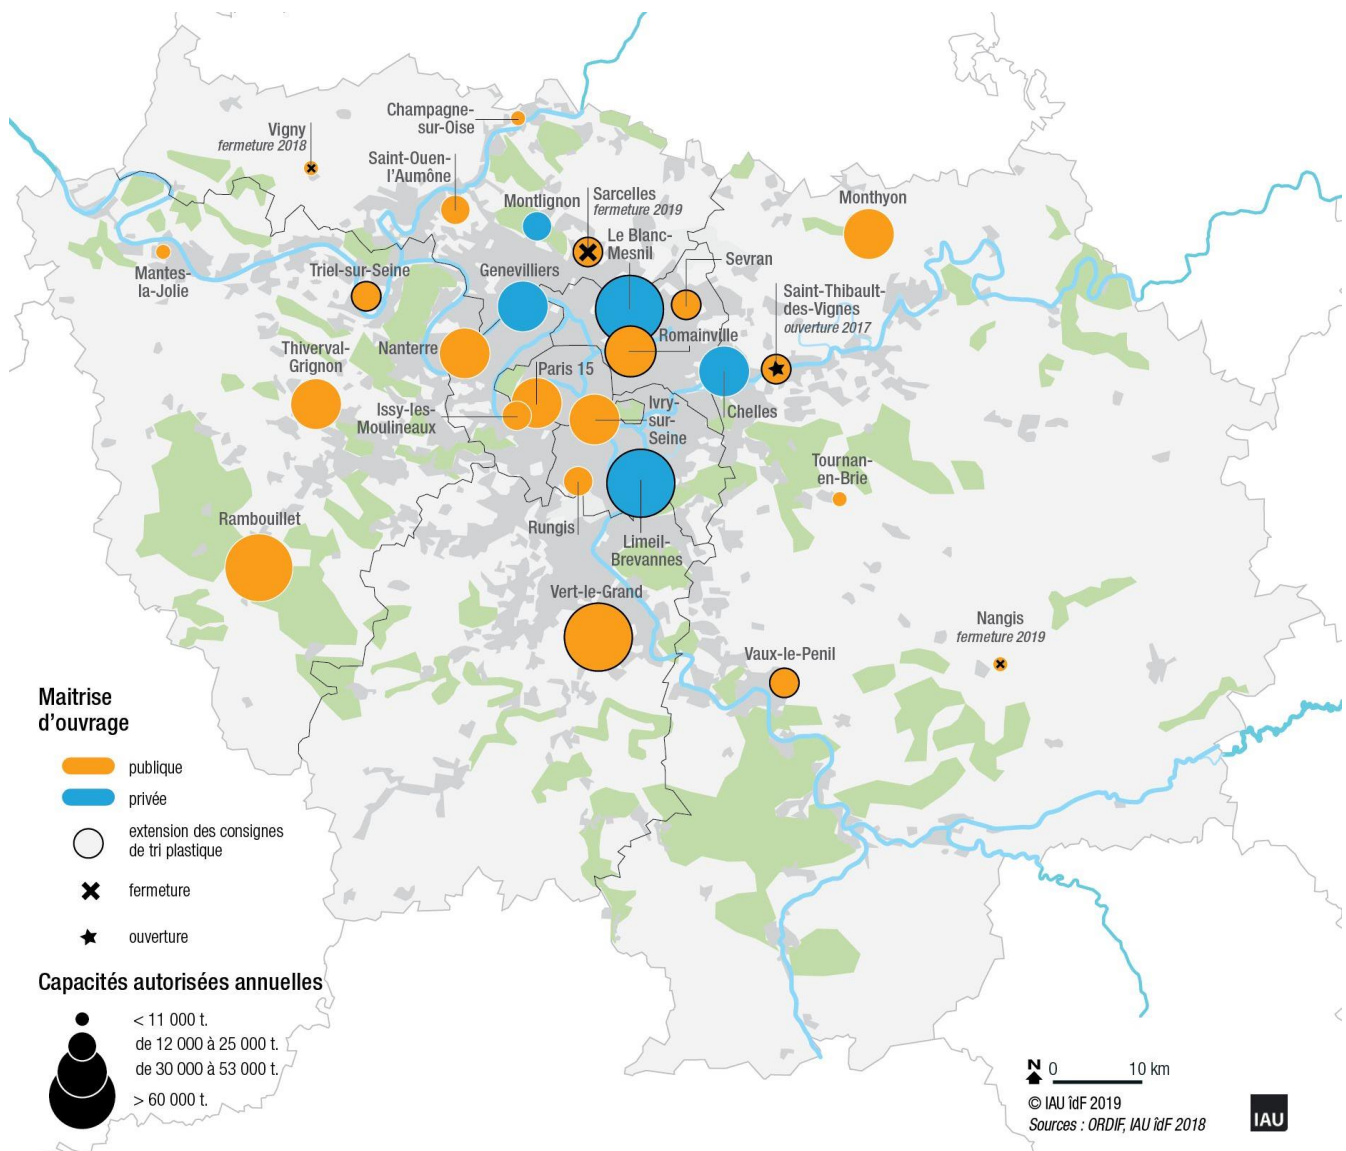 Champagne-
sur-Oise
Vigny
fermeture 2018
Saint-Ouen-
l'Aumône
Montlignon
Sarcelles
fermeture 2019
Monthyon
Le Blanc-
Mesnil
Sevran
Mantes-
la-Jolie
Triel-sur-Seine
Genevilliers
Saint-Thibault-
des-Vignes
ouverture 2017
Romainville
Thiverval-
Grignon
Nanterre
Paris 15
Issy-les-
Moulineaux
Ivry-
sur-
Seine
Chelles
Tournan-
en-Brie
Rambouillet
Rungis
Limeil-
Brevannes
Vert-le-Grand
Nangis
fermeture 2019
Vaux-le-Penil
Maitrise
d'ouvrage
publique
privée
extension des consignes
de tri plastique
fermeture
ouverture
Capacités autorisées annuelles
< 11 000 t.
de 12 000 à 25 000 t.
de 30 000 à 53 000 t.
> 60 000 t.
N 0 10 km
© IAU îdF 2019
Sources : ORDIF, IAU îdF 2018
IAU